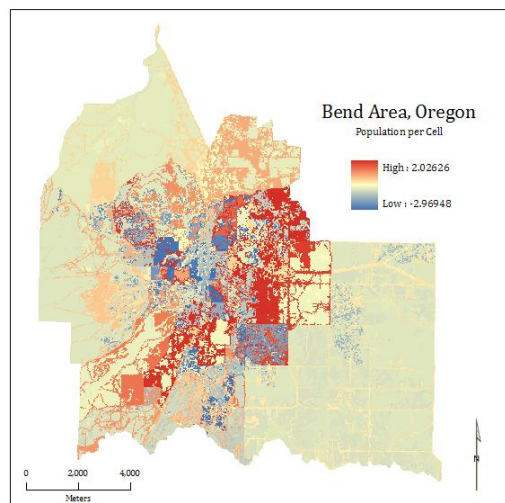 Bend Area, Oregon
Population per Cell
High : 2.02626
Low : -2.96948
0 2,000 4,000
Meters
N